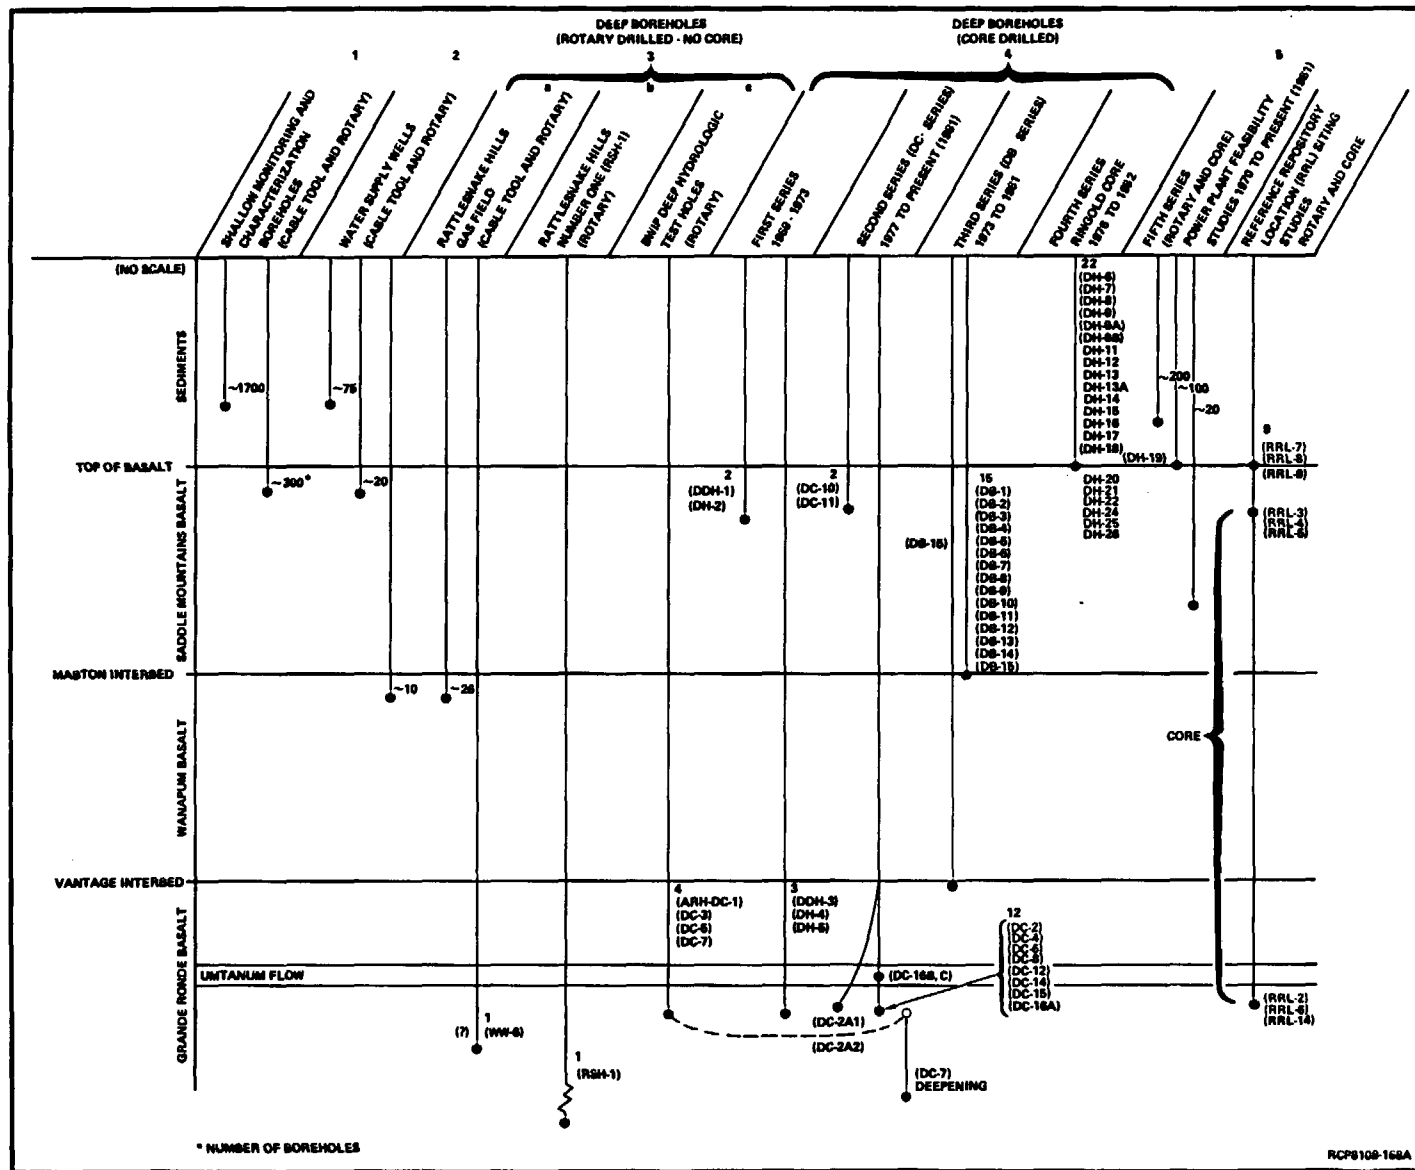 DEEP BOREHOLES
(ROTARY DRILLED - NO CORE)
DEEP BOREHOLES
(CORE DRILLED)
1
2
3
4
5
a
b
c
SHALLOW MONITORING AND
CHARACTERIZATION
BOREHOLES
(CABLE TOOL AND ROTARY)
WATER SUPPLY WELLS
(CABLE TOOL AND ROTARY)
RATTLESNAKE HILLS
GAS FIELD
(CABLE TOOL AND ROTARY)
RATTLESNAKE HILLS
NUMBER ONE (RSH-1)
(ROTARY)
BWIP DEEP HYDROLOGIC
TEST HOLES
(ROTARY)
FIRST SERIES
1969 - 1973
SECOND SERIES (DC- SERIES)
1977 TO PRESENT (1981)
THIRD SERIES (DB SERIES)
1973 TO 1981
FOURTH SERIES
RINGOLD CORE
FIFTH SERIES
(ROTARY AND CORE)
POWER PLANT FEASIBILITY
STUDIES 1970 TO PRESENT (1981)
REFERENCE REPOSITORY
LOCATION (RRL) SITING
STUDIES
ROTARY AND CORE
(NO SCALE)
SEDIMENTS
~1700
~75
22
(DH-6)
(DH-7)
(DH-8)
(DH-9)
(DH-9A)
(DH-9B)
DH-11
DH-12
DH-13
DH-13A
DH-14
DH-15
DH-16
DH-17
(DH-18)
~200
~100
~20
9
(RRL-7)
(RRL-8)
(RRL-9)
TOP OF BASALT
(DH-19)
~300*
~20
2
(DDH-1)
(DH-2)
2
(DC-10)
(DC-11)
15
(DB-1)
(DB-2)
(DB-3)
(DB-4)
(DB-5)
(DB-6)
(DB-7)
(DB-8)
(DB-9)
(DB-10)
(DB-11)
(DB-12)
(DB-13)
(DB-14)
(DB-15)
(DB-15)
DH-20
DH-21
DH-22
DH-24
DH-25
DH-26
(RRL-3)
(RRL-4)
(RRL-5)
SADDLE MOUNTAINS BASALT
MABTON INTERBED
~10
~26
CORE
WANAPUM BASALT
VANTAGE INTERBED
4
(ARH-DC-1)
(DC-3)
(DC-5)
(DC-7)
3
(DDH-3)
(DH-4)
(DH-5)
12
(DC-2)
(DC-4)
(DC-6)
(DC-8)
(DC-12)
(DC-14)
(DC-15)
(DC-16A)
GRANDE RONDE BASALT
UMTANUM FLOW
(DC-16B, C)
(DC-2A1)
(DC-2A2)
(RRL-2)
(RRL-6)
(RRL-14)
(?)
1
(WW-6)
1
(RSH-1)
(DC-7)
DEEPENING
* NUMBER OF BOREHOLES
RCP8109-168A